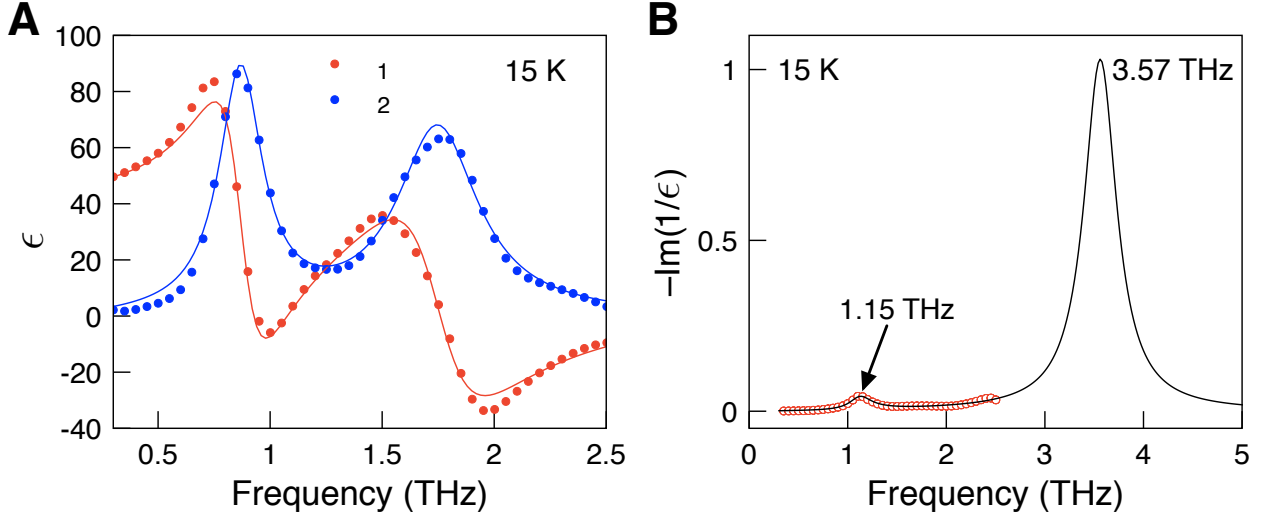 A
100
80
60
40
20
0
-20
-40
ϵ
15 K
1
2
0.5 1 1.5 2 2.5
Frequency (THz)
B
1
0.5
0
−Im(1/ϵ)
15 K
3.57 THz
1.15 THz
0 1 2 3 4 5
Frequency (THz)